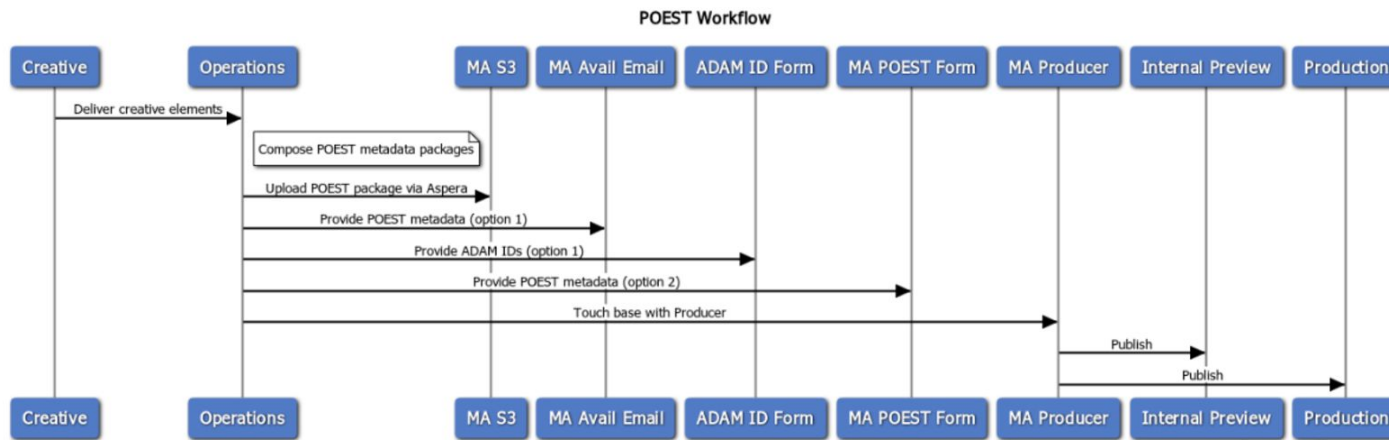 POEST Workflow
Creative
Operations
MA S3
MA Avail Email
ADAM ID Form
MA POEST Form
MA Producer
Internal Preview
Production
Deliver creative elements
Compose POEST metadata packages
Upload POEST package via Aspera
Provide POEST metadata (option 1)
Provide ADAM IDs (option 1)
Provide POEST metadata (option 2)
Touch base with Producer
Publish
Publish
Creative
Operations
MA S3
MA Avail Email
ADAM ID Form
MA POEST Form
MA Producer
Internal Preview
Production